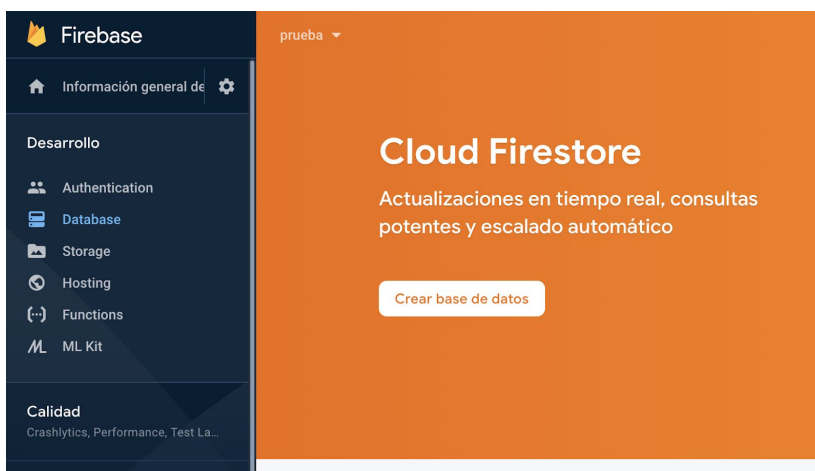 Firebase
prueba
Información general de
Desarrollo
Authentication
Database
Storage
Hosting
Functions
ML Kit
Calidad
Crashlytics, Performance, Test La...
Cloud Firestore
Actualizaciones en tiempo real, consultas
potentes y escalado automático
Crear base de datos